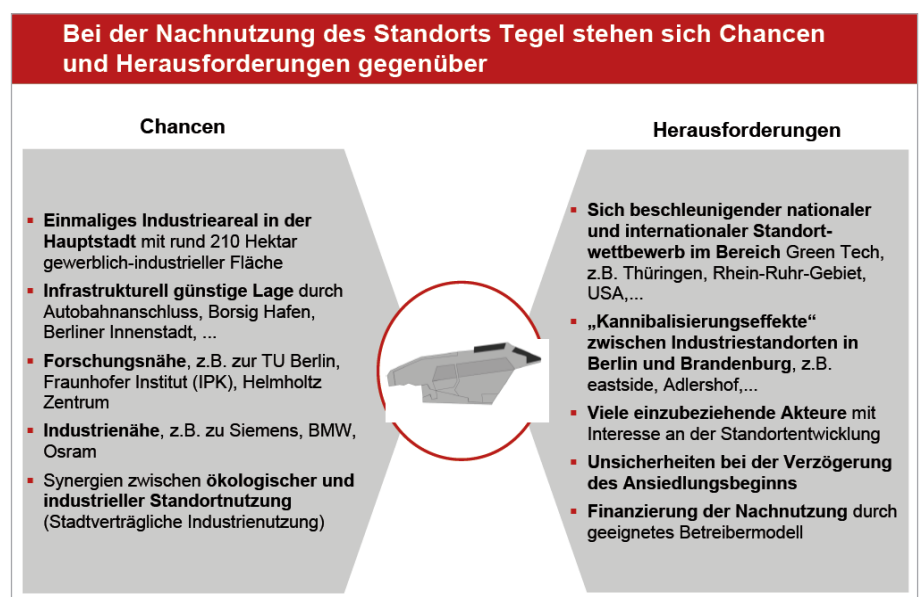 Bei der Nachnutzung des Standorts Tegel stehen sich Chancen
und Herausforderungen gegenüber
Chancen
▪ Einmaliges Industrieareal in der
Hauptstadt mit rund 210 Hektar
gewerblich-industrieller Fläche
▪ Infrastrukturell günstige Lage durch
Autobahnanschluss, Borsig Hafen,
Berliner Innenstadt, ...
▪ Forschungsnähe, z.B. zur TU Berlin,
Fraunhofer Institut (IPK), Helmholtz
Zentrum
▪ Industrienähe, z.B. zu Siemens, BMW,
Osram
▪ Synergien zwischen ökologischer und
industrieller Standortnutzung
(Stadtverträgliche Industrienutzung)
Herausforderungen
▪ Sich beschleunigender nationaler
und internationaler Standort-
wettbewerb im Bereich Green Tech,
z.B. Thüringen, Rhein-Ruhr-Gebiet,
USA,...
▪ „Kannibalisierungseffekte“
zwischen Industriestandorten in
Berlin und Brandenburg, z.B.
eastside, Adlershof,...
▪ Viele einzubeziehende Akteure mit
Interesse an der Standortentwicklung
▪ Unsicherheiten bei der Verzögerung
des Ansiedlungsbeginns
▪ Finanzierung der Nachnutzung durch
geeignetes Betreibermodell